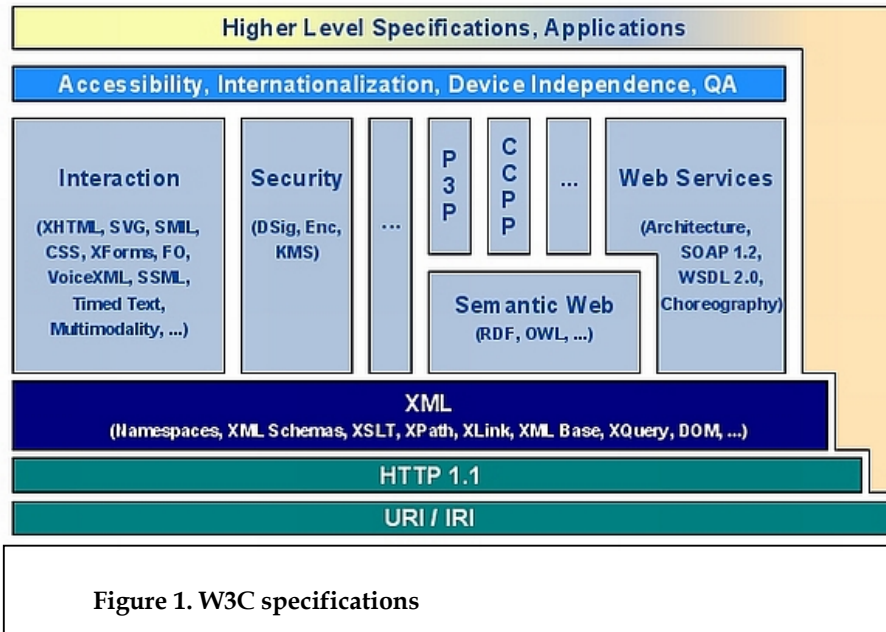 Higher Level Specifications, Applications
Accessibility, Internationalization, Device Independence, QA
Interaction
(XHTML, SVG, SMIL,
CSS, XForms, FO,
VoiceXML, SSML,
Timed Text,
Multimodality, ...)
Security
(DSig, Enc,
KMS)
...
P
3
P
C
C
P
P
...
Web Services
(Architecture,
SOAP 1.2,
WSDL 2.0,
Choreography)
Semantic Web
(RDF, OWL, ...)
XML
(Namespaces, XML Schemas, XSLT, XPath, XLink, XML Base, XQuery, DOM, ...)
HTTP 1.1
URI / IRI
Figure 1. W3C specifications